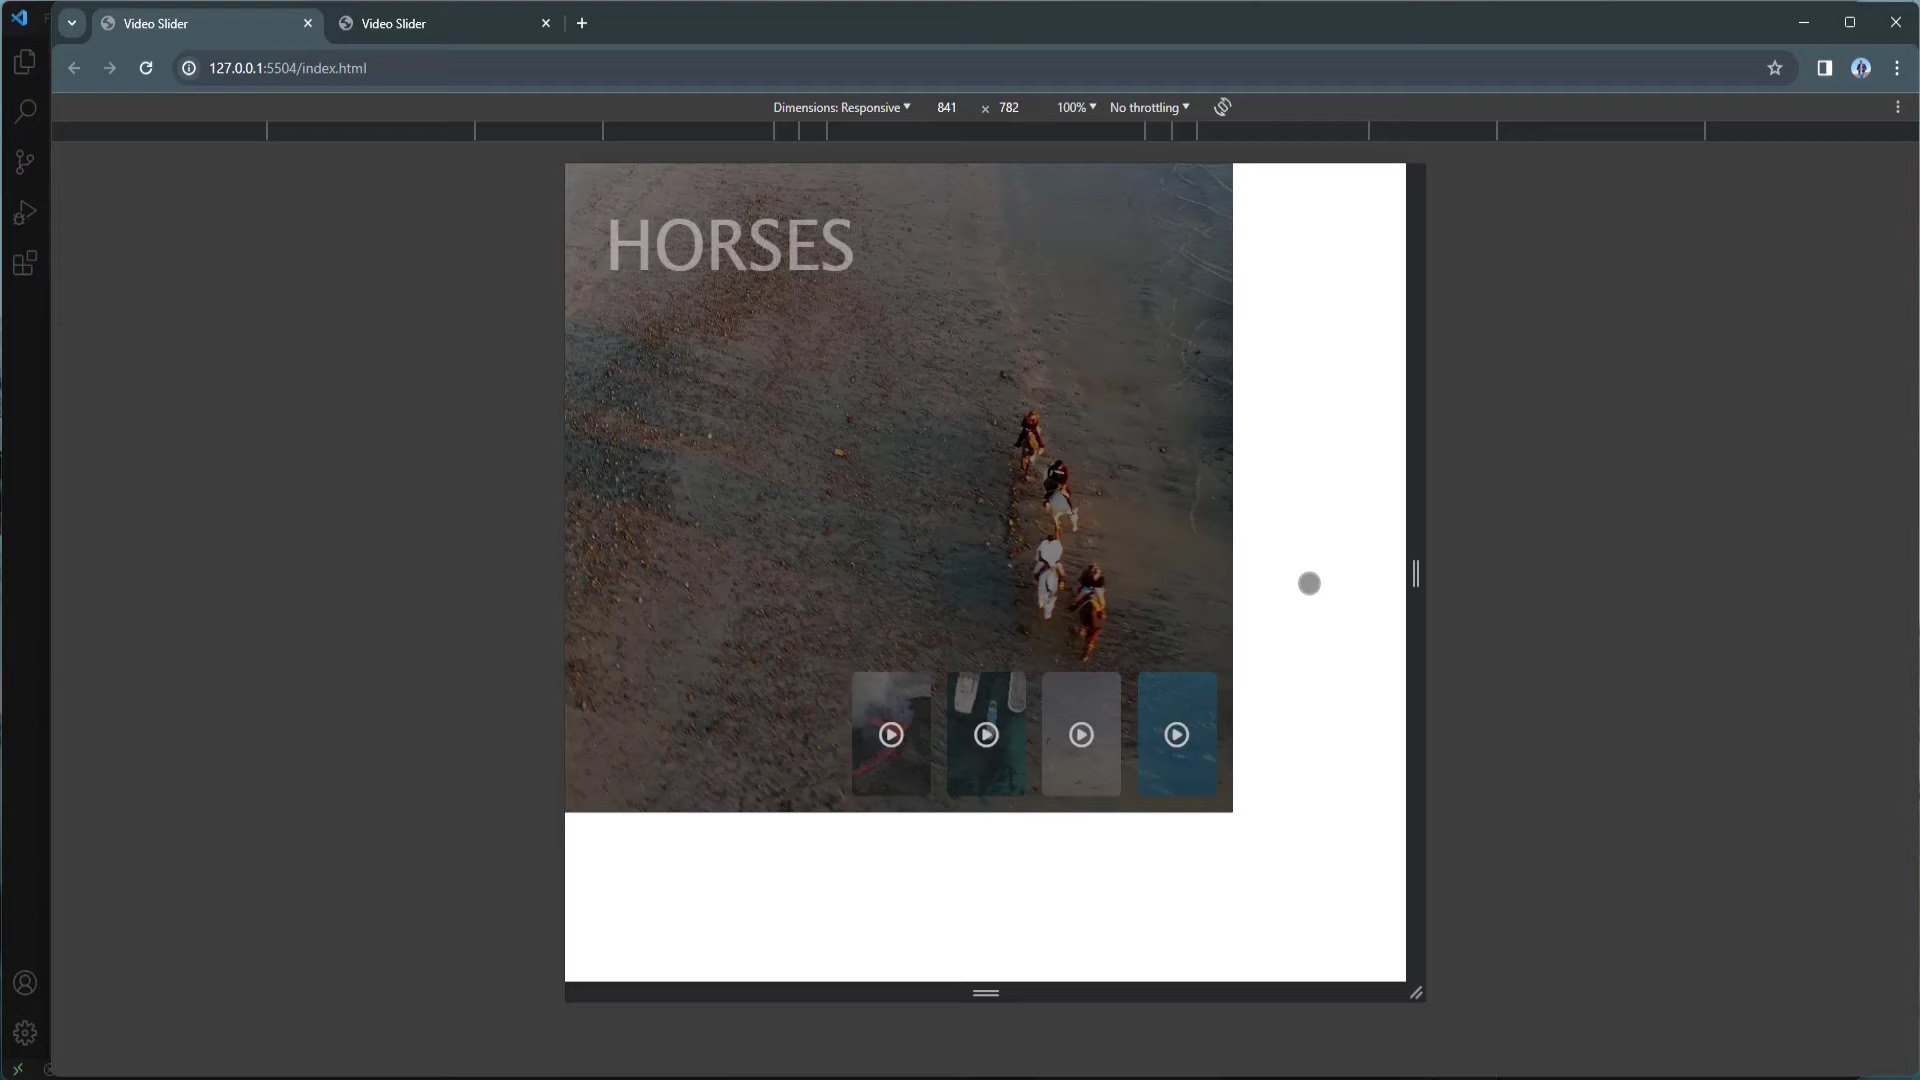 Video Slider
Video Slider
127.0.0.1:5504/index.html
Dimensions: Responsive 841 × 782 100% No throttling
HORSES